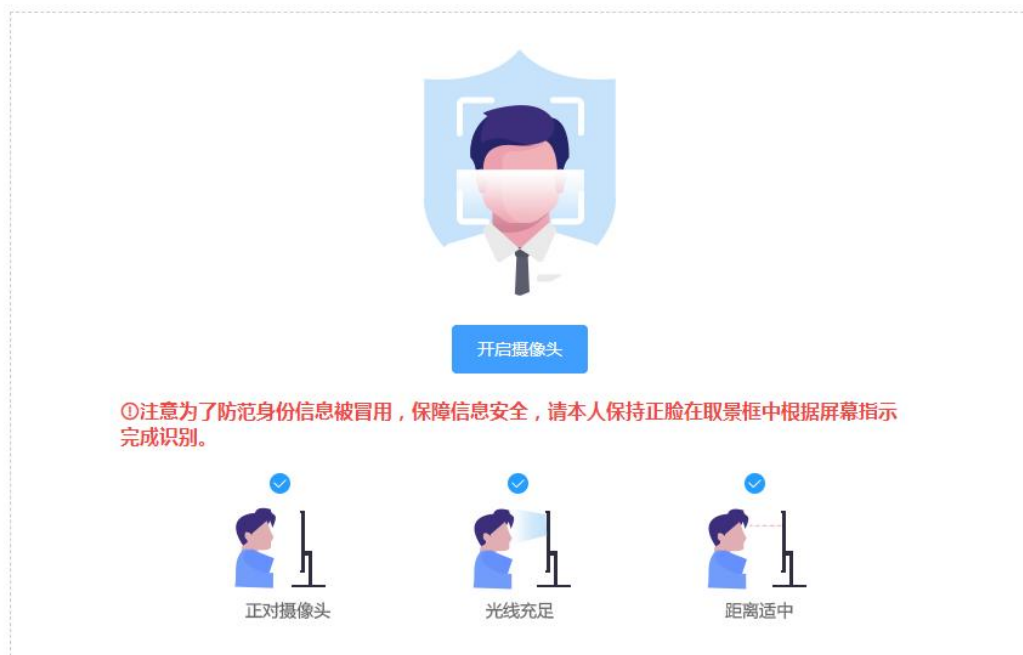 开启摄像头
①注意为了防范身份信息被冒用，保障信息安全，请本人保持正脸在取景框中根据屏幕指示
完成识别。
正对摄像头
光线充足
距离适中